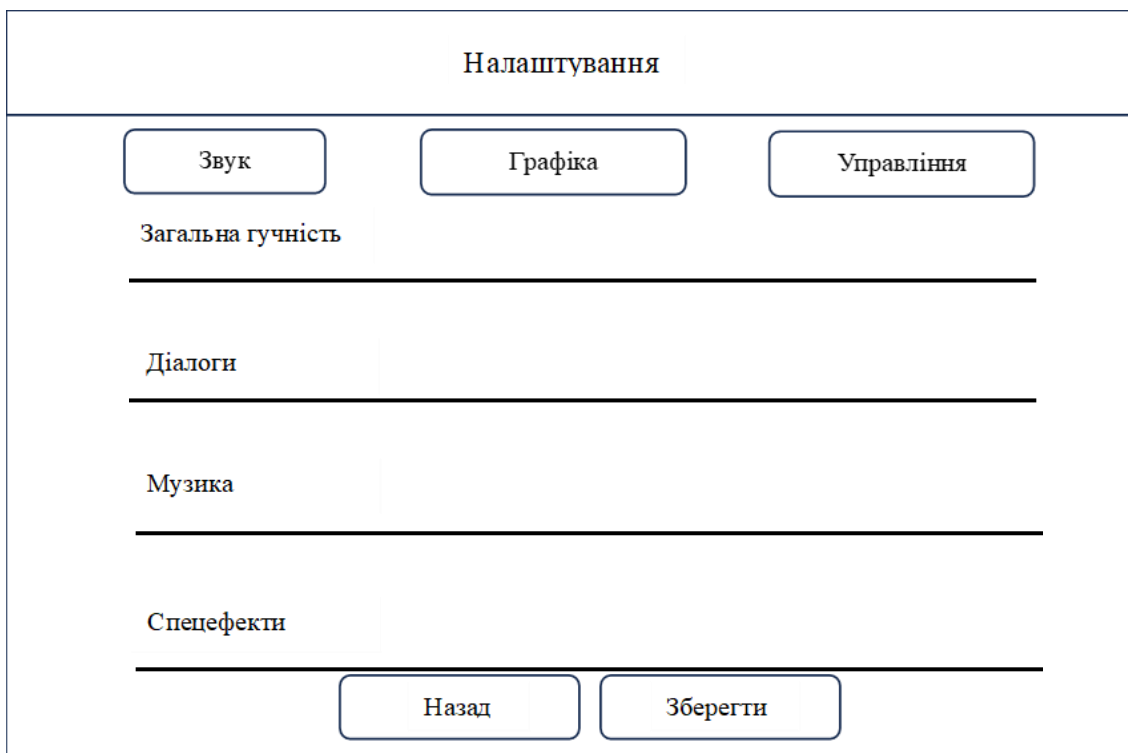 Налаштування
Звук
Графіка
Управління
Загальна гучність
Діалоги
Музика
Спецефекти
Назад
Зберегти